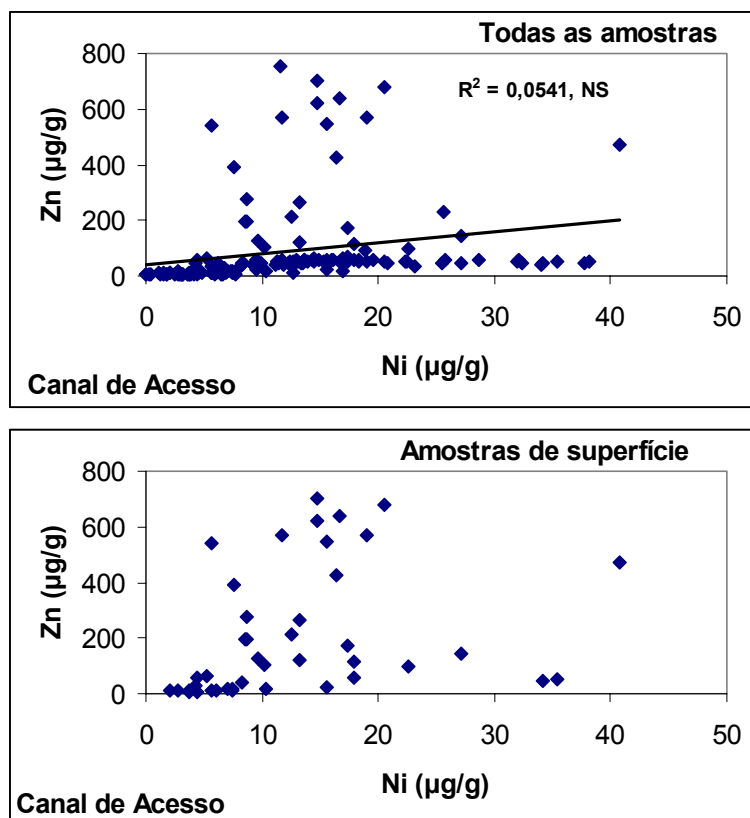 Todas as amostras
R² = 0,0541, NS
Zn (µg/g)
800
600
400
200
0
0 10 20 30 40 50
Ni (µg/g)
Canal de Acesso
Amostras de superfície
Zn (µg/g)
800
600
400
200
0
0 10 20 30 40 50
Ni (µg/g)
Canal de Acesso